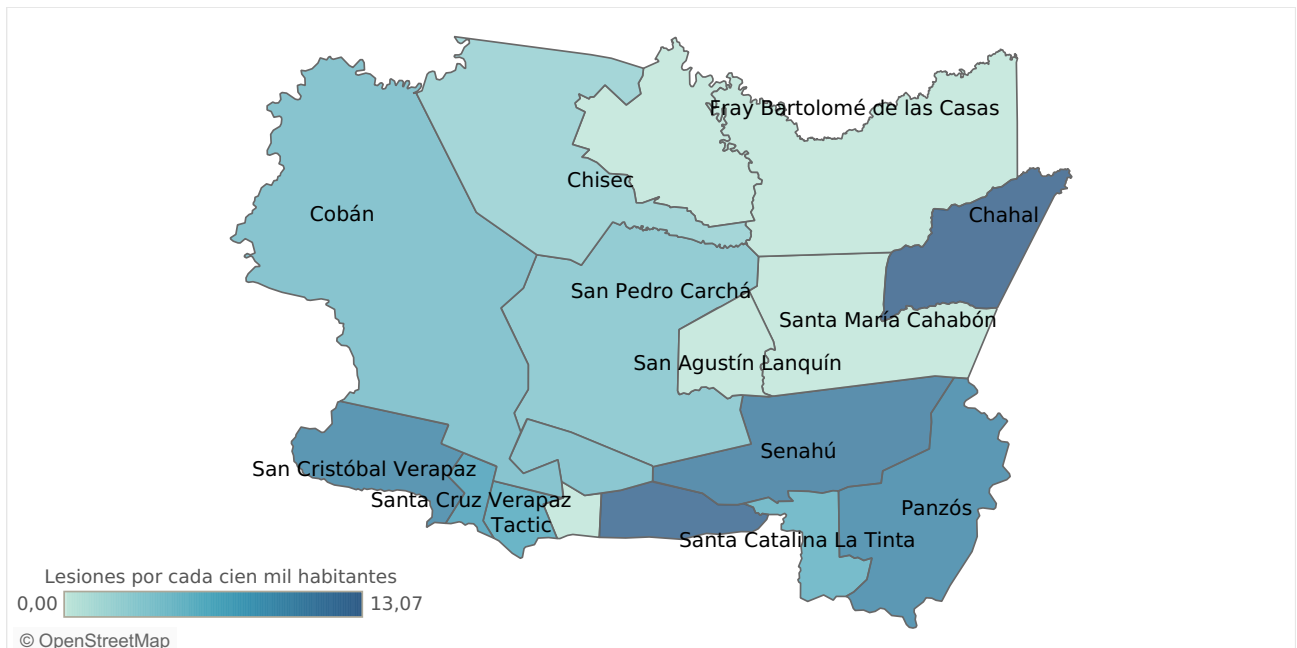 Fray Bartolomé de las Casas
Chisec
Cobán
Chahal
San Pedro Carchá
Santa María Cahabón
San Agustín Lanquín
Senahú
San Cristóbal Verapaz
Santa Cruz Verapaz
Panzós
Tactic
Santa Catalina La Tinta
Lesiones por cada cien mil habitantes
0,00 13,07
© OpenStreetMap